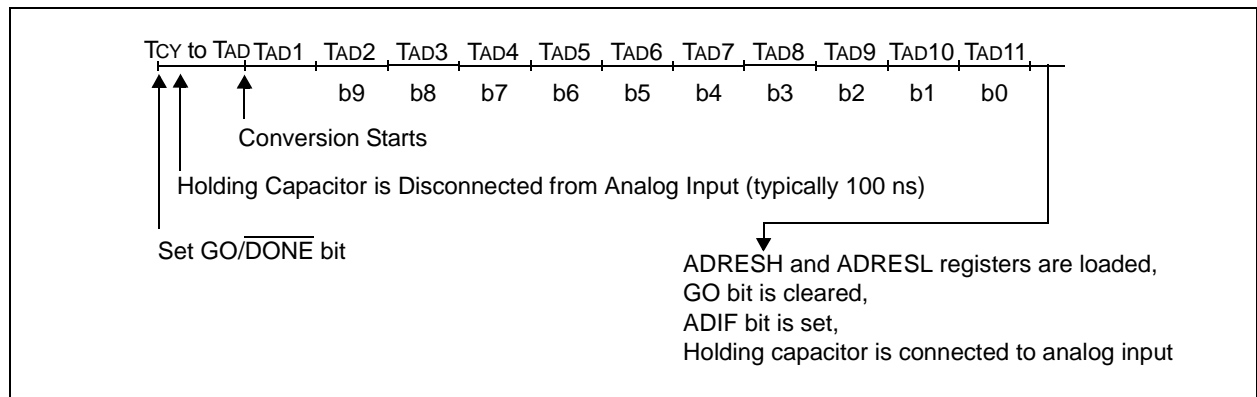 TCY to TAD TAD1 TAD2 TAD3 TAD4 TAD5 TAD6 TAD7 TAD8 TAD9 TAD10 TAD11
b9 b8 b7 b6 b5 b4 b3 b2 b1 b0
Conversion Starts
Holding Capacitor is Disconnected from Analog Input (typically 100 ns)
Set GO/DONE bit
ADRESH and ADRESL registers are loaded,
GO bit is cleared,
ADIF bit is set,
Holding capacitor is connected to analog input